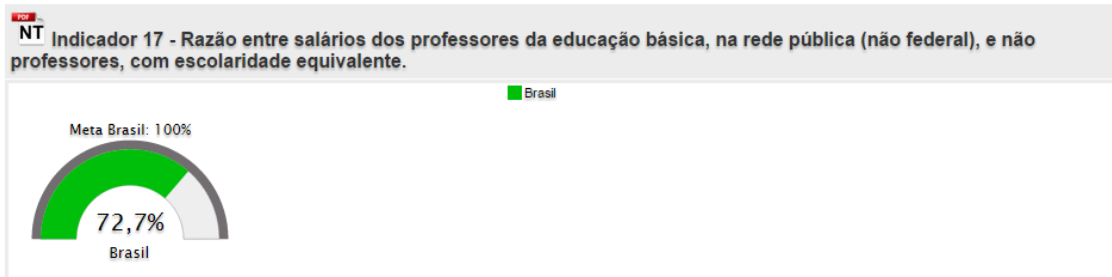 PDF
NT Indicador 17 - Razão entre salários dos professores da educação básica, na rede pública (não federal), e não
professores, com escolaridade equivalente.
Brasil
Meta Brasil: 100%
72,7%
Brasil